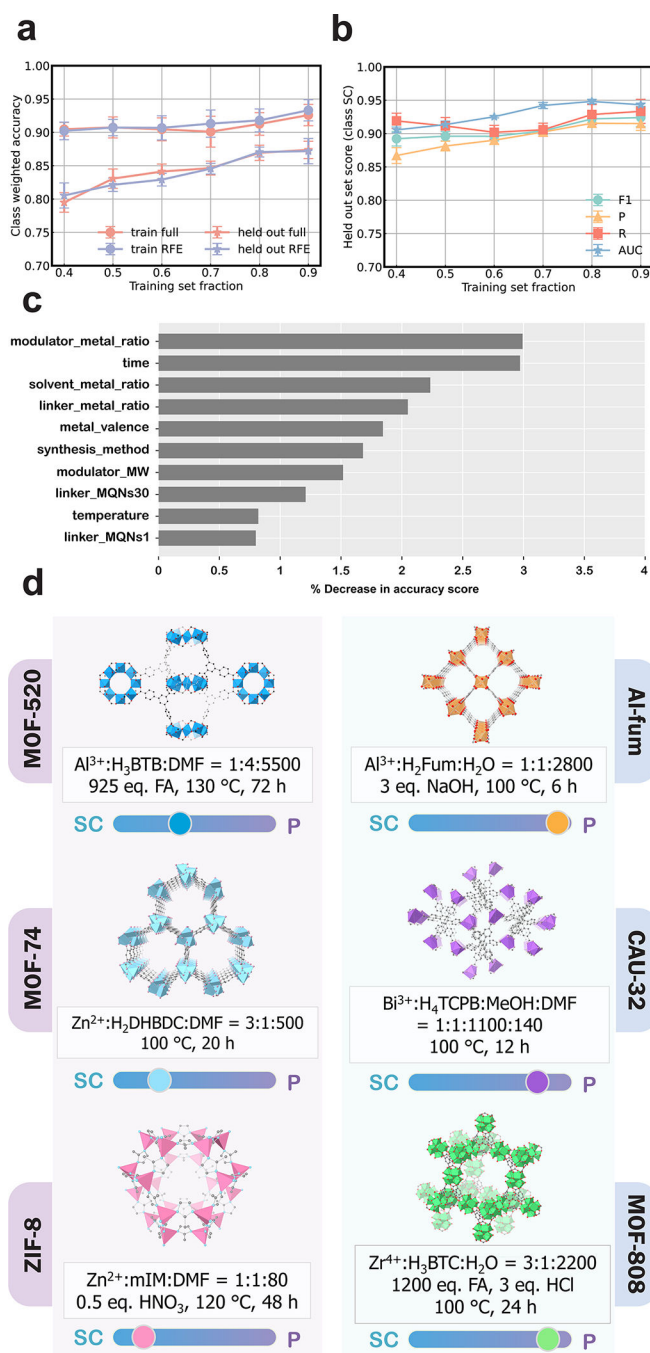 a
b
1.00
0.95
0.90
0.85
0.80
0.75
0.70
Class weighted accuracy
train full
train RFE
held out full
held out RFE
0.4 0.5 0.6 0.7 0.8 0.9
Training set fraction
1.00
0.95
0.90
0.85
0.80
0.75
0.70
Held out set score (class SC)
F1
P
R
AUC
0.4 0.5 0.6 0.7 0.8 0.9
Training set fraction
c
modulator_metal_ratio
time
solvent_metal_ratio
linker_metal_ratio
metal_valence
synthesis_method
modulator_MW
linker_MQNs30
temperature
linker_MQNs1
0 0.5 1 1.5 2 2.5 3 3.5 4
% Decrease in accuracy score
d
MOF-520
Al³⁺:H₃BTB:DMF = 1:4:5500
925 eq. FA, 130 °C, 72 h
SC P
Al-fum
Al³⁺:H₂Fum:H₂O = 1:1:2800
3 eq. NaOH, 100 °C, 6 h
SC P
MOF-74
Zn²⁺:H₂DHBDC:DMF = 3:1:500
100 °C, 20 h
SC P
CAU-32
Bi³⁺:H₄TCPB:MeOH:DMF
= 1:1:1100:140
100 °C, 12 h
SC P
ZIF-8
Zn²⁺:mIM:DMF = 1:1:80
0.5 eq. HNO₃, 120 °C, 48 h
SC P
MOF-808
Zr⁴⁺:H₃BTC:H₂O = 3:1:2200
1200 eq. FA, 3 eq. HCl
100 °C, 24 h
SC P